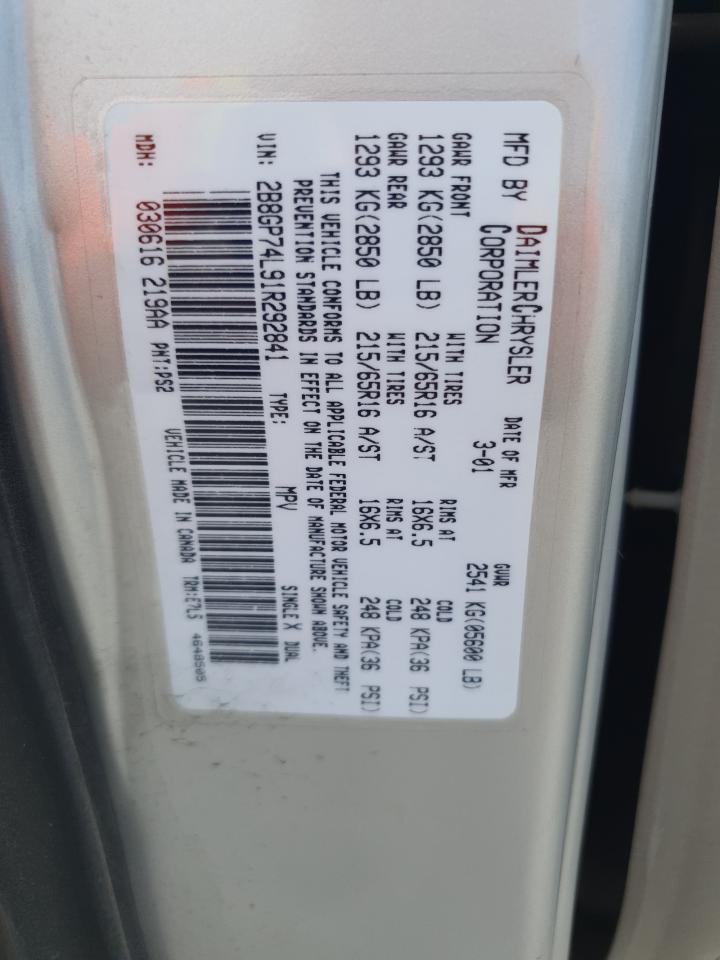 MFD BY DAIMLERCHRYSLER CORPORATION
DATE OF MFR 3-01
GVWR 2541 KG(05600 LB)
GAWR FRONT 1293 KG(2850 LB)
WITH TIRES 215/65R16 A/ST
RIMS AT 16X6.5
COLD 248 KPA(36 PSI)
GAWR REAR 1293 KG(2850 LB)
WITH TIRES 215/65R16 A/ST
RIMS AT 16X6.5
COLD 248 KPA(36 PSI)
THIS VEHICLE CONFORMS TO ALL APPLICABLE FEDERAL MOTOR VEHICLE SAFETY AND THEFT
PREVENTION STANDARDS IN EFFECT ON THE DATE OF MANUFACTURE SHOWN ABOVE.
VIN: 2B8GP74L91R292841 TYPE: MPV SINGLE X DUAL
MDH: 030616 219AA PNT:PS2 VEHICLE MADE IN CANADA TRM:E7L5 4648505